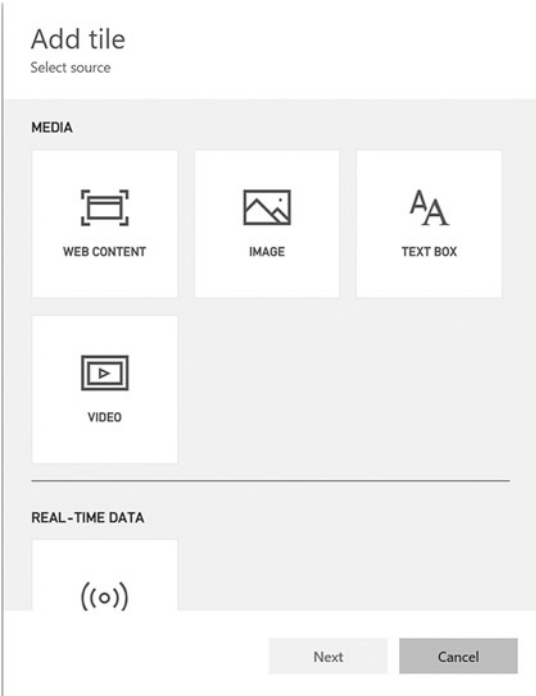 Add tile
Select source
MEDIA
WEB CONTENT
IMAGE
TEXT BOX
VIDEO
REAL-TIME DATA
Next
Cancel